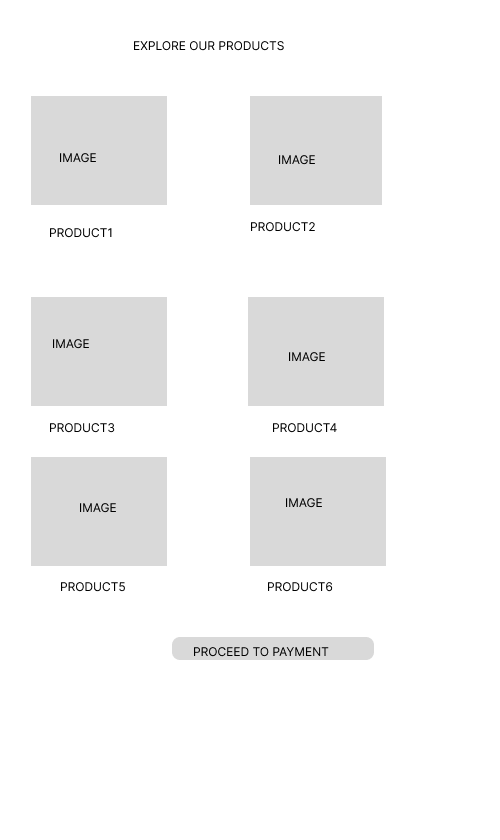 EXPLORE OUR PRODUCTS
IMAGE
IMAGE
PRODUCT1
PRODUCT2
IMAGE
IMAGE
PRODUCT3
PRODUCT4
IMAGE
IMAGE
PRODUCT5
PRODUCT6
PROCEED TO PAYMENT